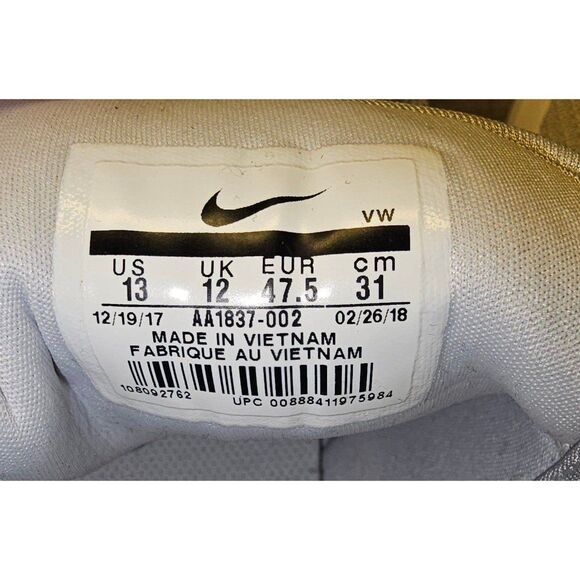 VW
US UK EUR cm
13 12 47.5 31
12/19/17 AA1837-002 02/26/18
MADE IN VIETNAM
FABRIQUE AU VIETNAM
108092762 UPC 00888411975984